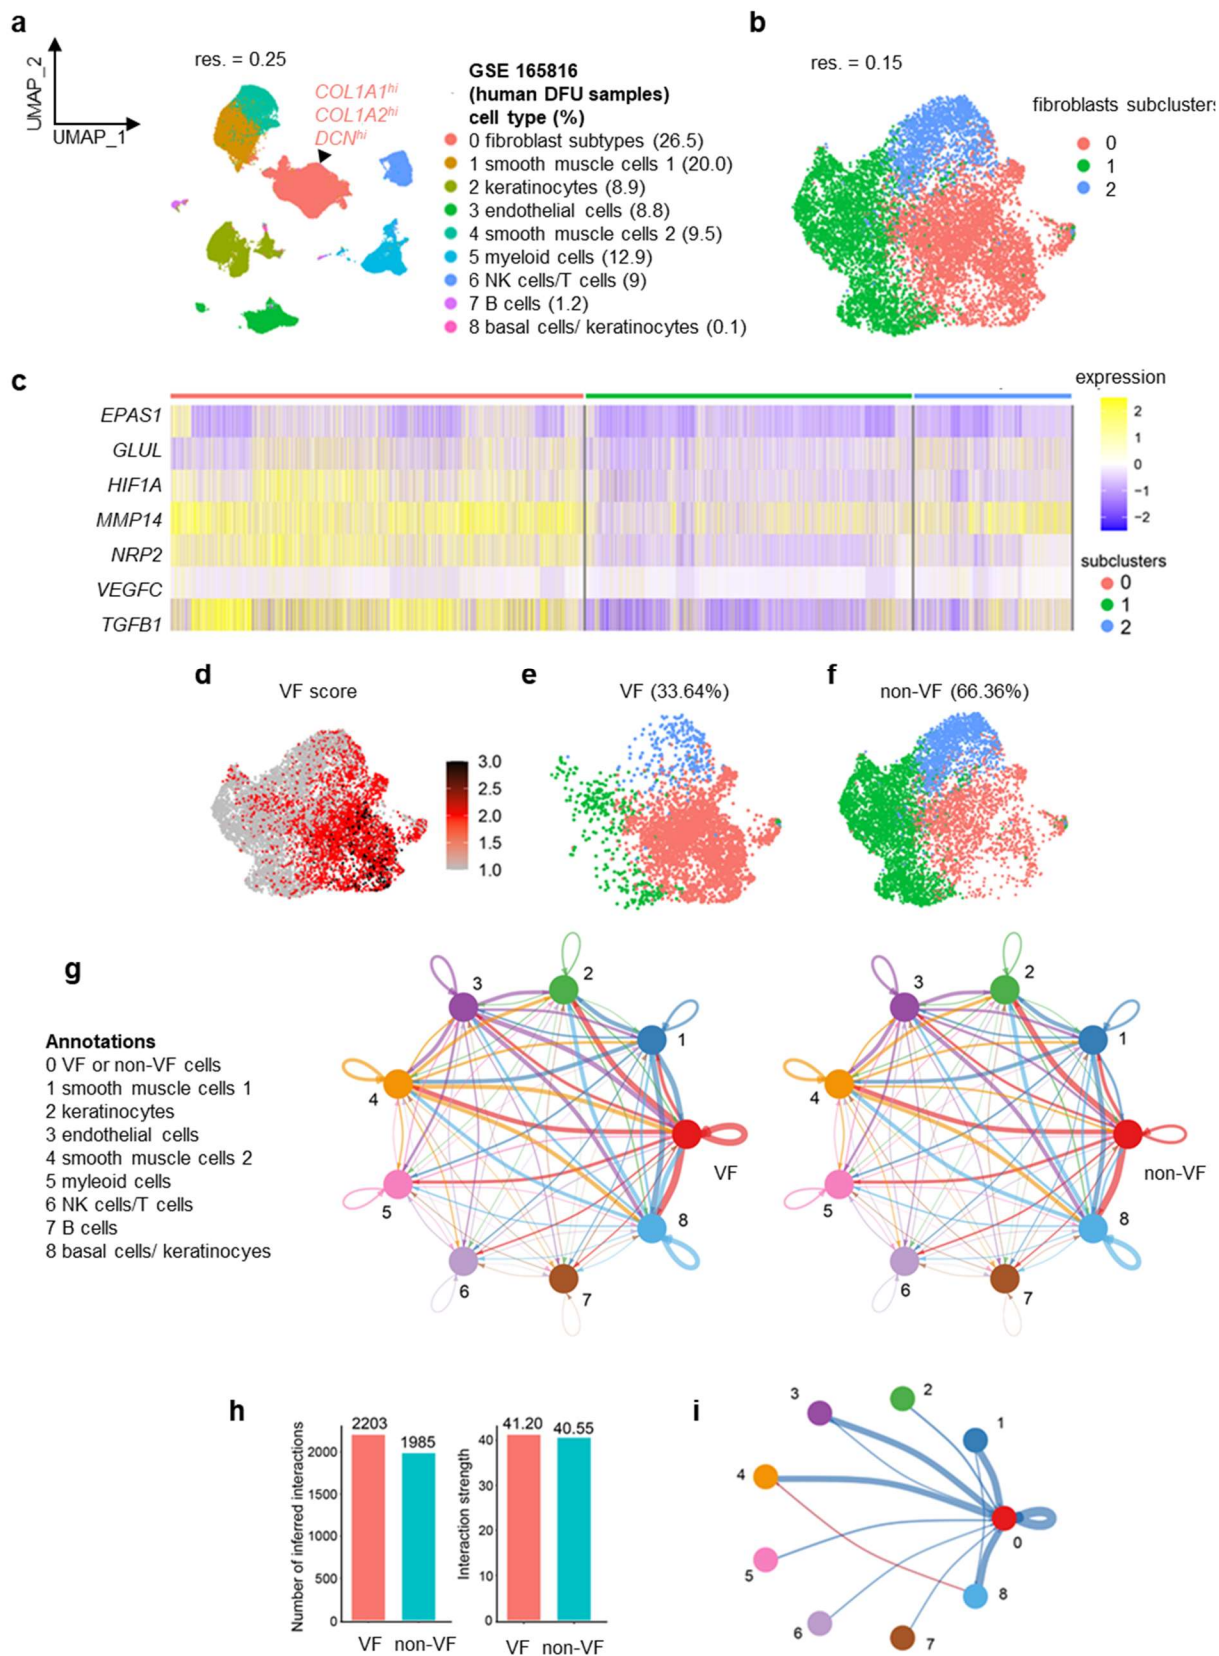 a
UMAP_2
UMAP_1
res. = 0.25
COL1A1hi
COL1A2hi
DCNhi
GSE 165816
(human DFU samples)
cell type (%)
0 fibroblast subtypes (26.5)
1 smooth muscle cells 1 (20.0)
2 keratinocytes (8.9)
3 endothelial cells (8.8)
4 smooth muscle cells 2 (9.5)
5 myeloid cells (12.9)
6 NK cells/T cells (9)
7 B cells (1.2)
8 basal cells/ keratinocytes (0.1)
b
res. = 0.15
fibroblasts subclusters
0
1
2
c
EPAS1
GLUL
HIF1A
MMP14
NRP2
VEGFC
TGFB1
expression
2
1
0
−1
−2
subclusters
0
1
2
d
VF score
3.0
2.5
2.0
1.5
1.0
e
VF (33.64%)
f
non-VF (66.36%)
g
Annotations
0 VF or non-VF cells
1 smooth muscle cells 1
2 keratinocytes
3 endothelial cells
4 smooth muscle cells 2
5 myleoid cells
6 NK cells/T cells
7 B cells
8 basal cells/ keratinocyes
3
2
1
4
VF
5
8
6
7
3
2
1
4
non-VF
5
8
6
7
h
Number of inferred interactions
2203
1985
2000
1500
1000
500
0
VF non-VF
Interaction strength
41.20
40.55
40
30
20
10
0
VF non-VF
i
3
2
1
4
0
5
8
6
7